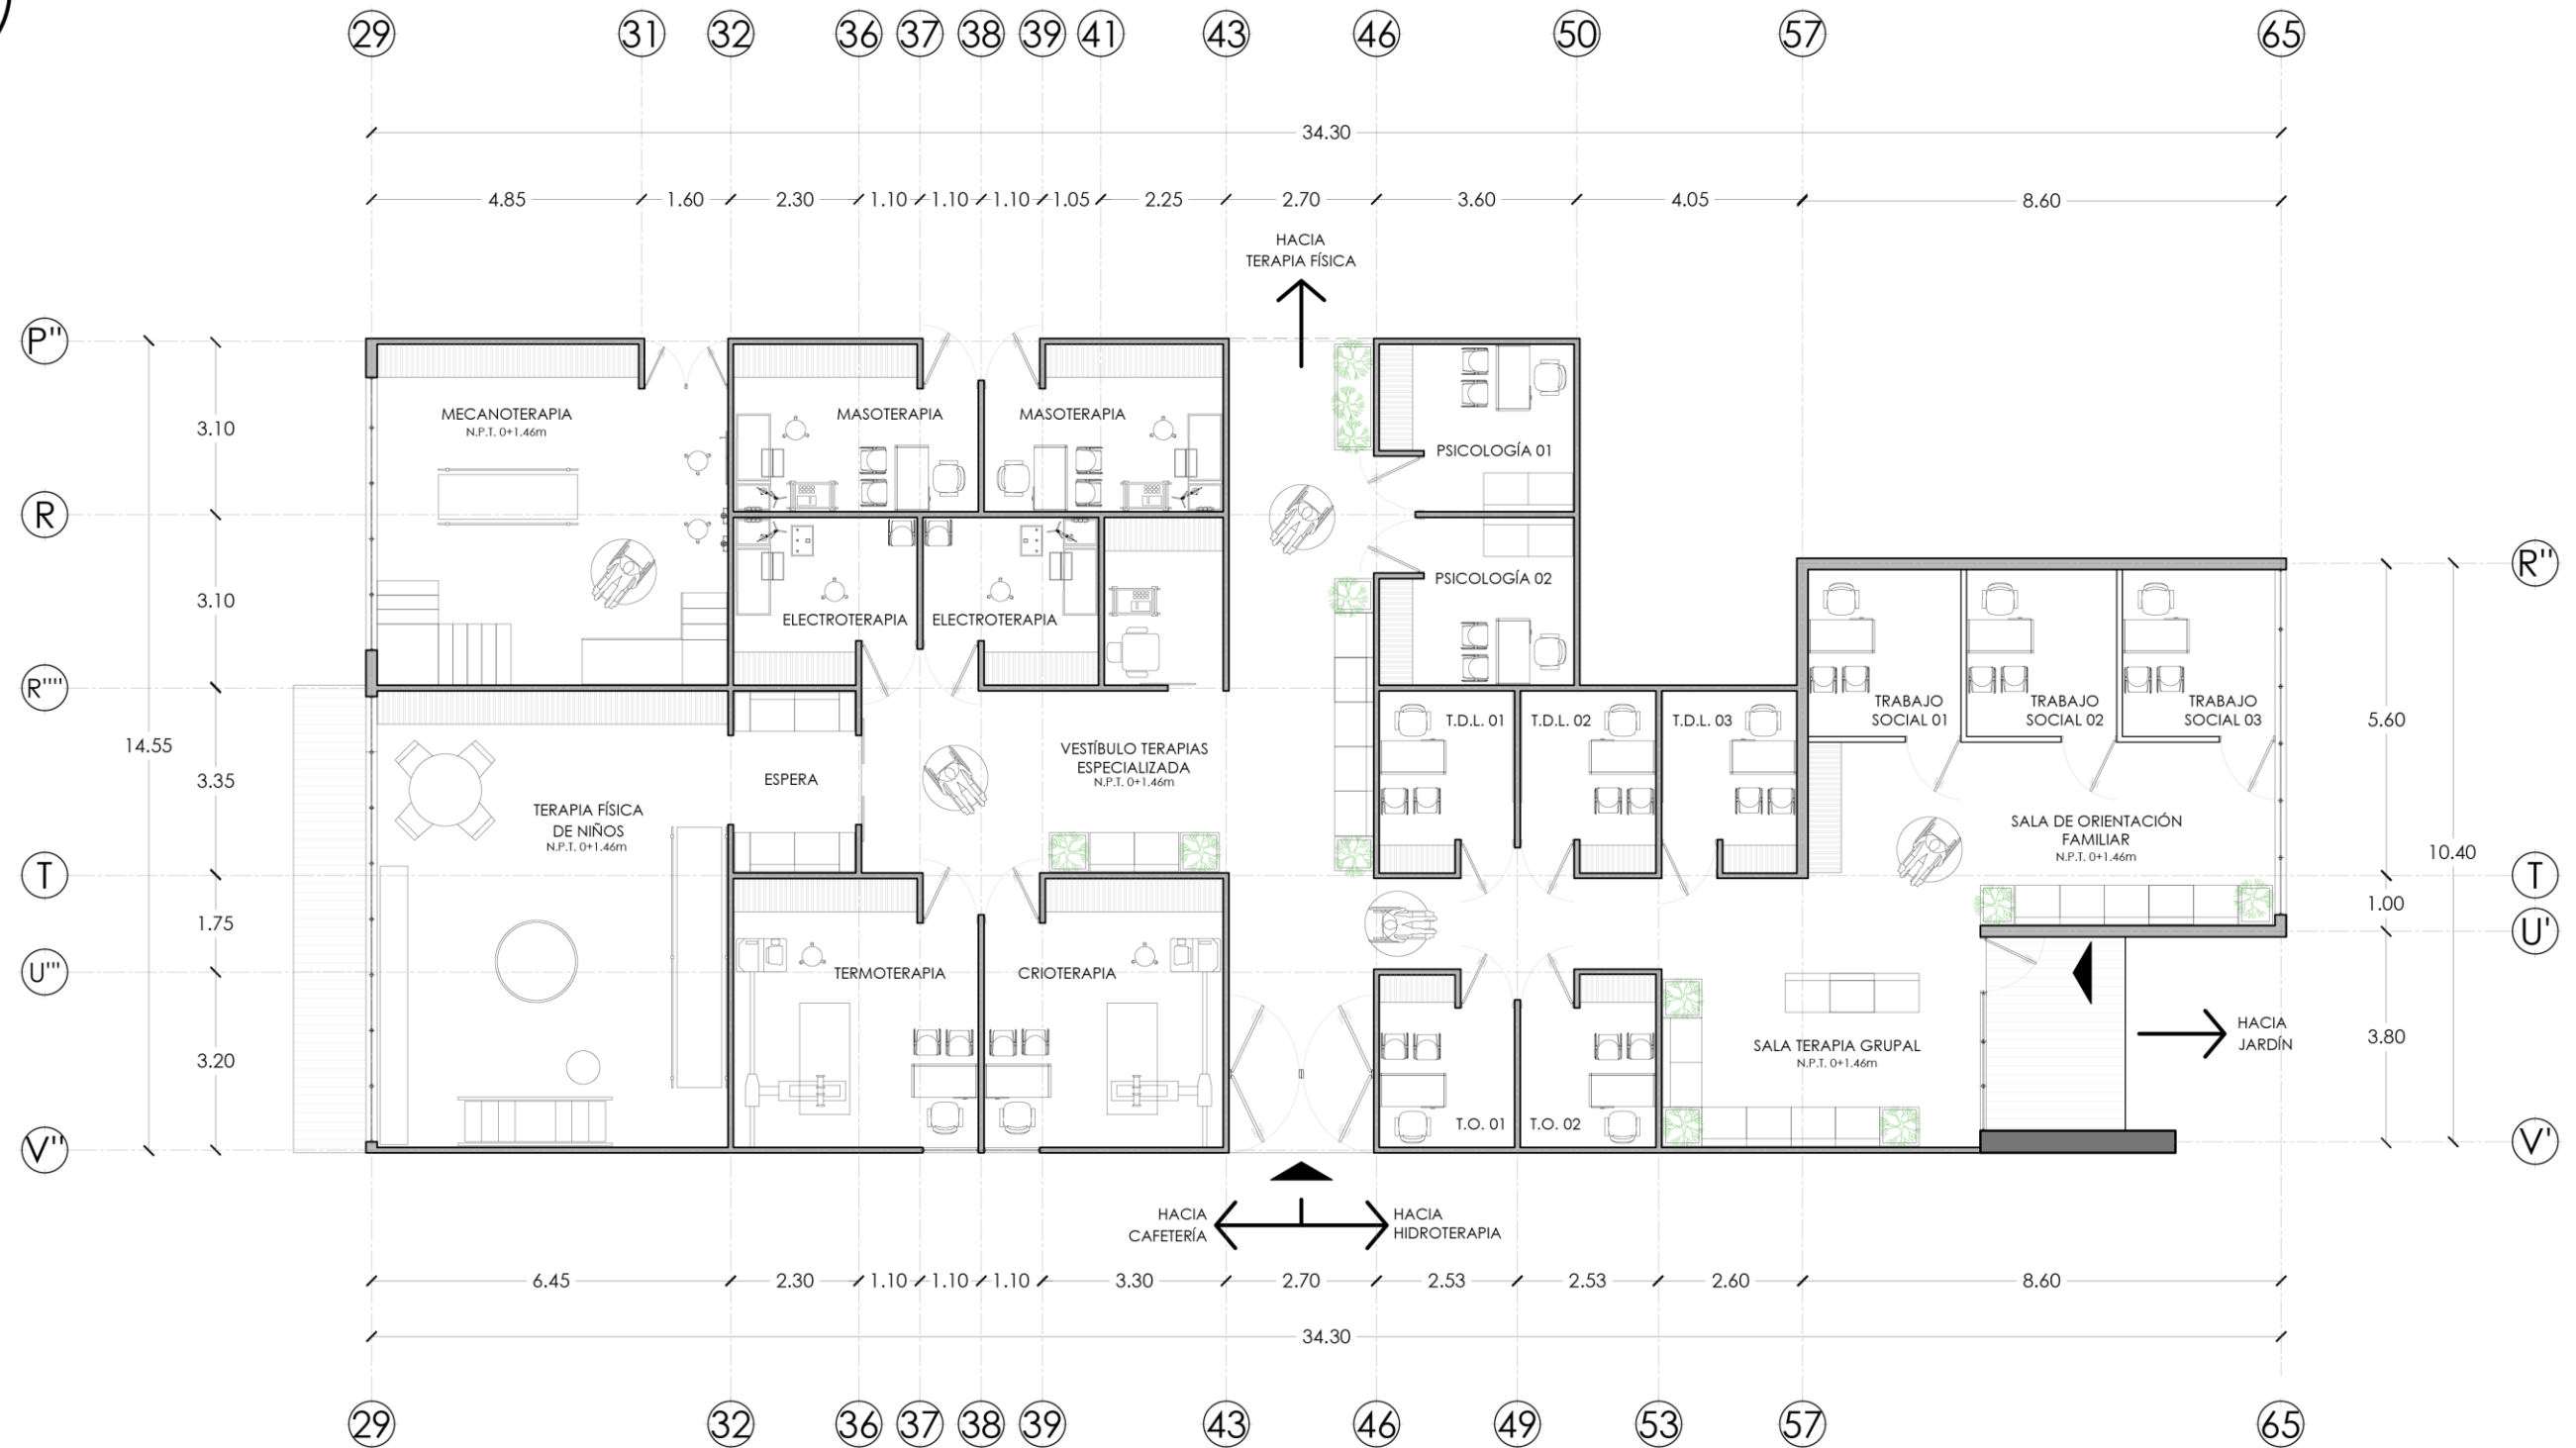 29 31 32 36 37 38 39 41 43 46 50 57 65
34.30
4.85 1.60 2.30 1.10 1.10 1.10 1.05 2.25 2.70 3.60 4.05 8.60
HACIA
TERAPIA FÍSICA
P''
R
R''''
T
U'''
V''
14.55
3.10
3.10
3.35
1.75
3.20
MECANOTERAPIA
N.P.T. 0+1.46m
MASOTERAPIA
MASOTERAPIA
PSICOLOGÍA 01
PSICOLOGÍA 02
ELECTROTERAPIA
ELECTROTERAPIA
TERAPIA FÍSICA
DE NIÑOS
N.P.T. 0+1.46m
ESPERA
VESTÍBULO TERAPIAS
ESPECIALIZADA
N.P.T. 0+1.46m
T.D.L. 01
T.D.L. 02
T.D.L. 03
TRABAJO
SOCIAL 01
TRABAJO
SOCIAL 02
TRABAJO
SOCIAL 03
SALA DE ORIENTACIÓN
FAMILIAR
N.P.T. 0+1.46m
TERMOTERAPIA
CRIOTERAPIA
T.O. 01
T.O. 02
SALA TERAPIA GRUPAL
N.P.T. 0+1.46m
HACIA
JARDÍN
R''
T
U'
V'
5.60
1.00
3.80
10.40
HACIA
CAFETERÍA
HACIA
HIDROTERAPIA
6.45 2.30 1.10 1.10 1.10 3.30 2.70 2.53 2.53 2.60 8.60
34.30
29 32 36 37 38 39 43 46 49 53 57 65